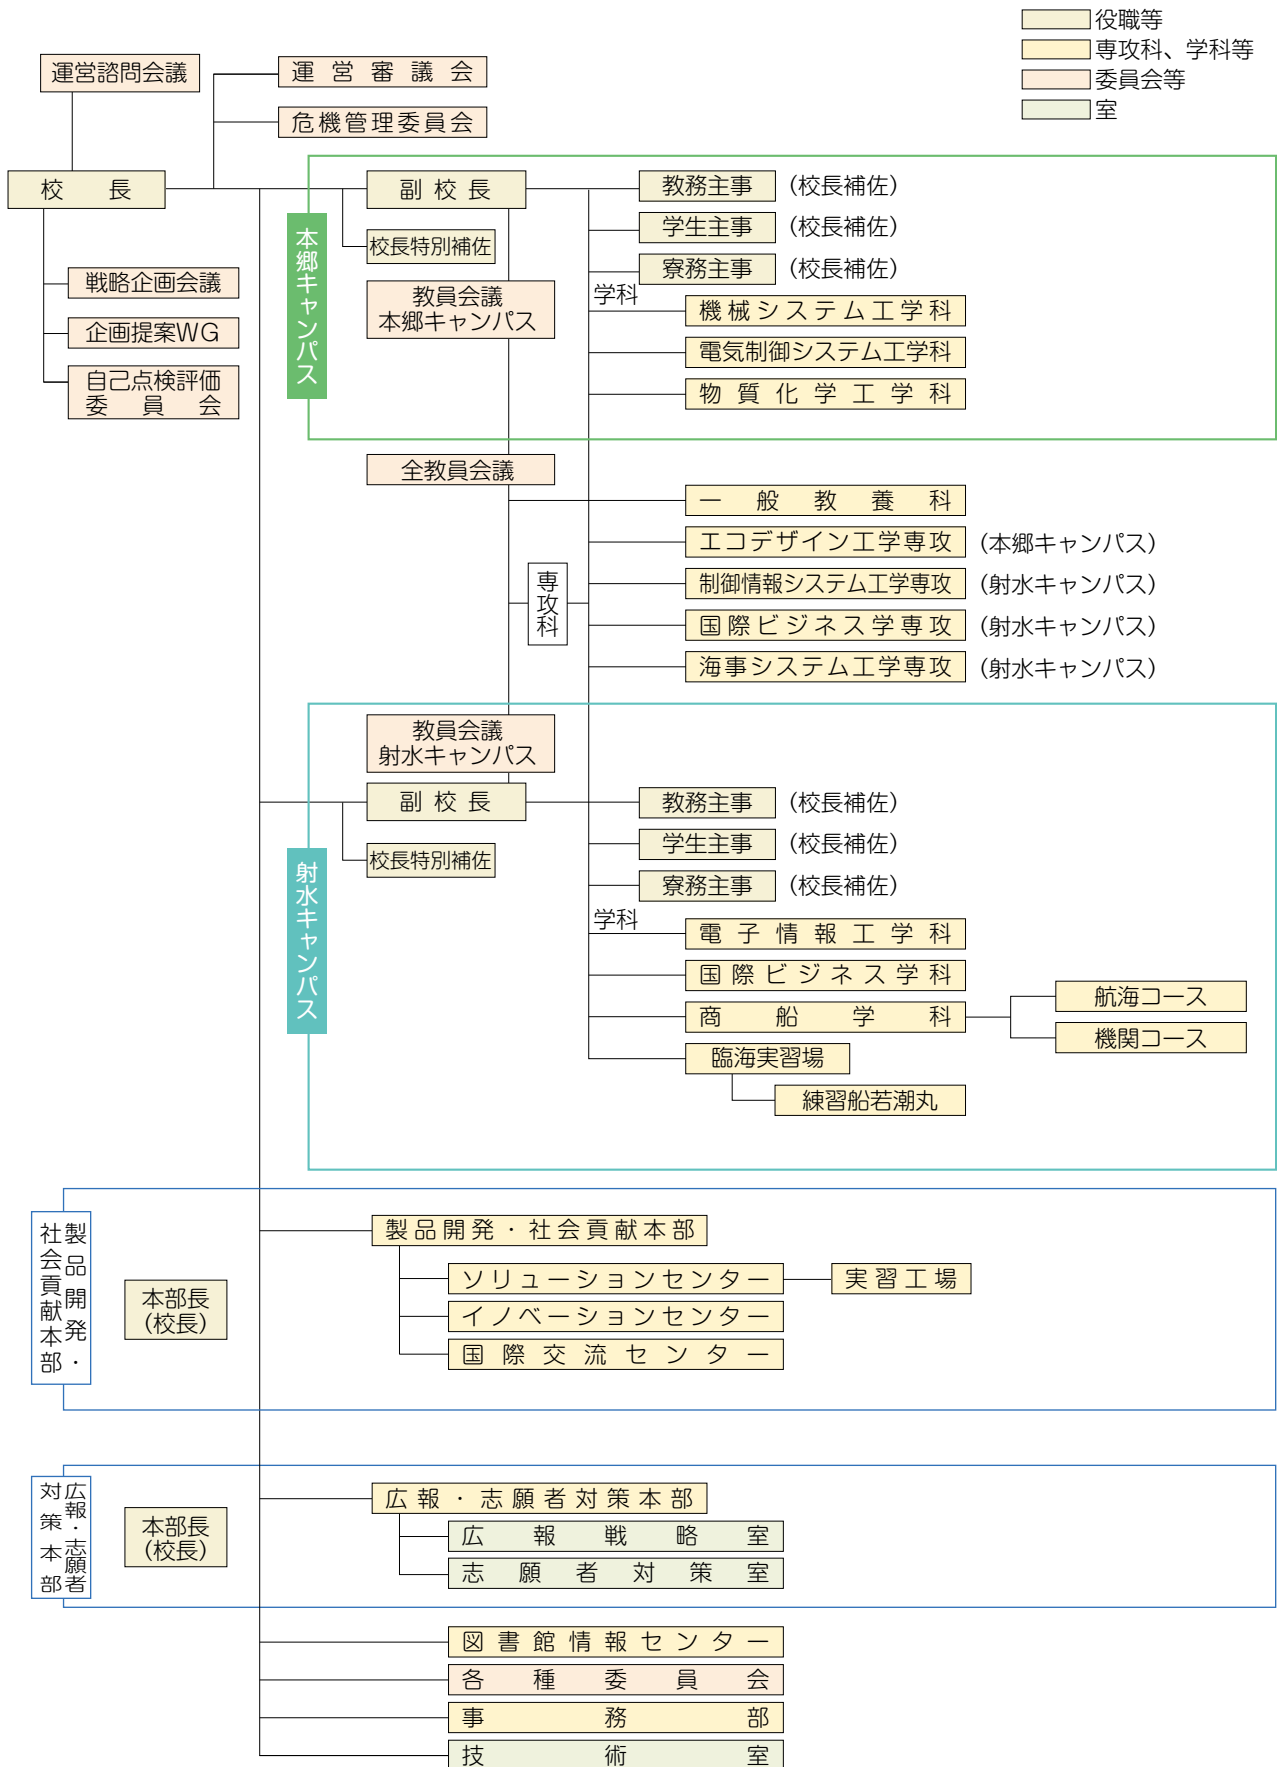 役職等
専攻科、学科等
委員会等
室
運営諮問会議
運営審議会
危機管理委員会
校長
戦略企画会議
企画提案WG
自己点検評価
委員会
本郷キャンパス
副校長
校長特別補佐
教員会議
本郷キャンパス
教務主事 (校長補佐)
学生主事 (校長補佐)
寮務主事 (校長補佐)
学科
機械システム工学科
電気制御システム工学科
物質化学工学科
全教員会議
一般教養科
専攻科
エコデザイン工学専攻 (本郷キャンパス)
制御情報システム工学専攻 (射水キャンパス)
国際ビジネス学専攻 (射水キャンパス)
海事システム工学専攻 (射水キャンパス)
射水キャンパス
教員会議
射水キャンパス
副校長
校長特別補佐
教務主事 (校長補佐)
学生主事 (校長補佐)
寮務主事 (校長補佐)
学科
電子情報工学科
国際ビジネス学科
商船学科
航海コース
機関コース
臨海実習場
練習船若潮丸
製品開発・
社会貢献本部
本部長
(校長)
製品開発・社会貢献本部
ソリューションセンター
実習工場
イノベーションセンター
国際交流センター
広報・志願者
対策本部
本部長
(校長)
広報・志願者対策本部
広報戦略室
志願者対策室
図書館情報センター
各種委員会
事務部
技術室